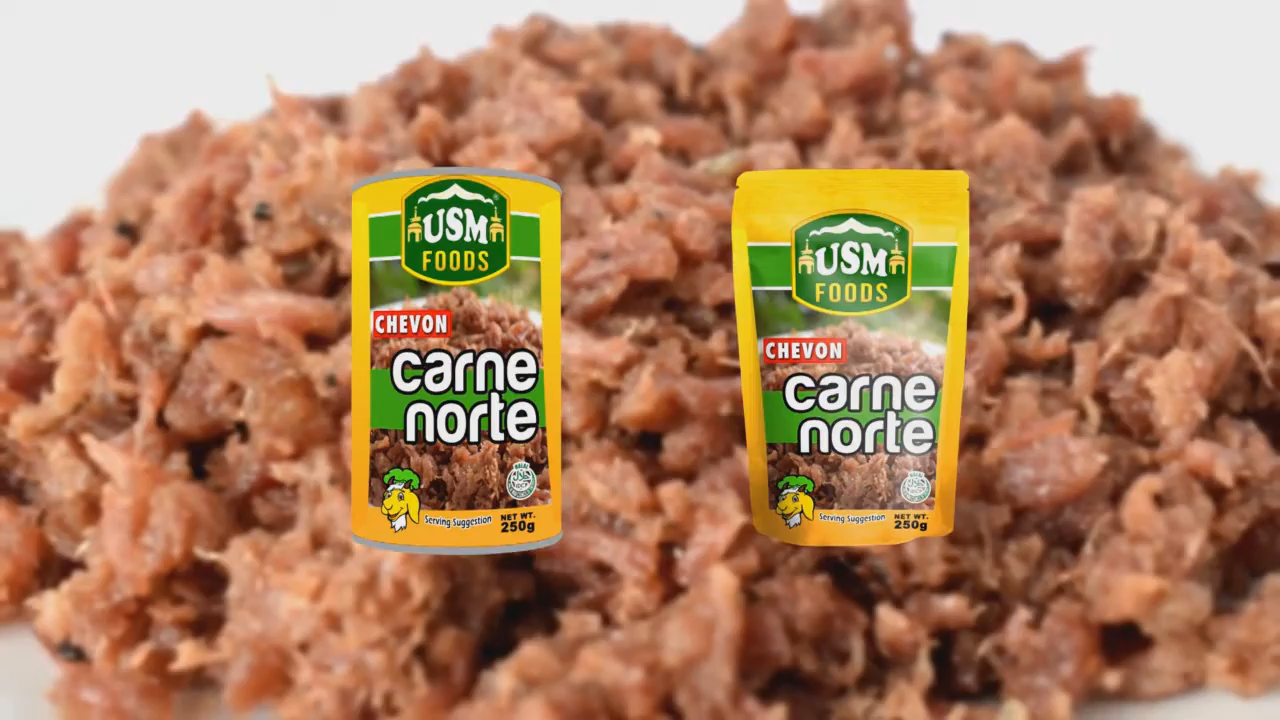 USM
FOODS
CHEVON
carne
norte
HALAL
Serving Suggestion
NET WT.
250g
USM
FOODS
CHEVON
carne
norte
Serving Suggestion
NET WT.
250g